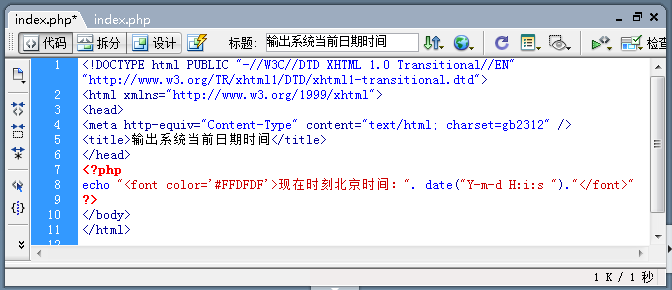 index.php* index.php
代码 拆分 设计 标题: 输出系统当前日期时间 检查
1 <!DOCTYPE html PUBLIC "-//W3C//DTD XHTML 1.0 Transitional//EN"
"http://www.w3.org/TR/xhtml1/DTD/xhtml1-transitional.dtd">
2 <html xmlns="http://www.w3.org/1999/xhtml">
3 <head>
4 <meta http-equiv="Content-Type" content="text/html; charset=gb2312" />
5 <title>输出系统当前日期时间</title>
6 </head>
7 <?php
8 echo "<font color='#FFDFDF'>现在时刻北京时间：". date("Y-m-d H:i:s ")."</font>"
9 ?>
10 </body>
11 </html>
12
1 K / 1 秒